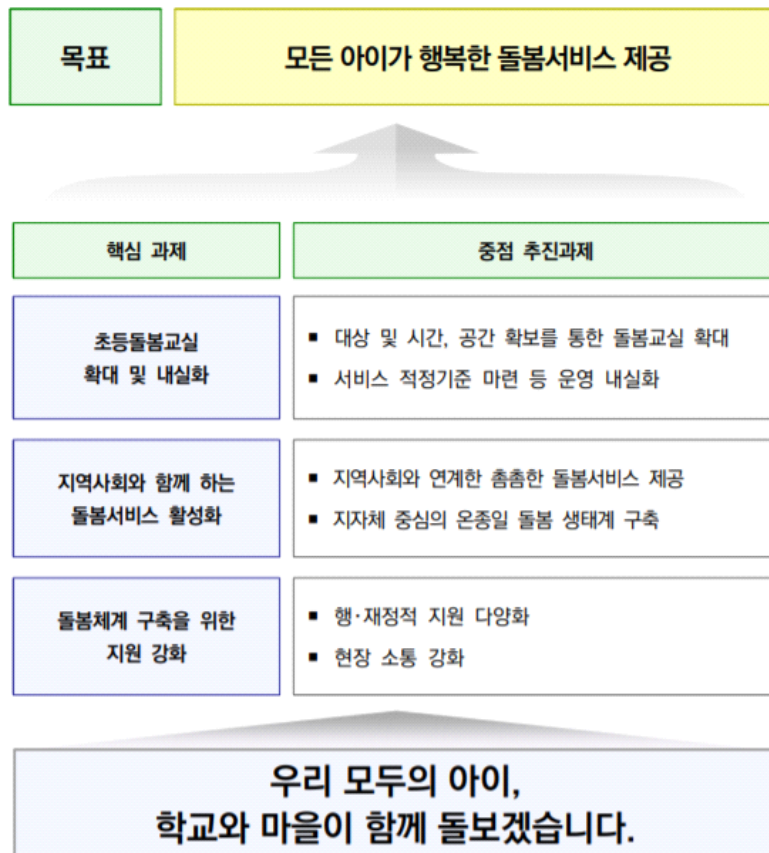 목표
모든 아이가 행복한 돌봄서비스 제공
핵심 과제
중점 추진과제
초등돌봄교실
확대 및 내실화
▪ 대상 및 시간, 공간 확보를 통한 돌봄교실 확대
▪ 서비스 적정기준 마련 등 운영 내실화
지역사회와 함께 하는
돌봄서비스 활성화
▪ 지역사회와 연계한 촘촘한 돌봄서비스 제공
▪ 지자체 중심의 온종일 돌봄 생태계 구축
돌봄체계 구축을 위한
지원 강화
▪ 행·재정적 지원 다양화
▪ 현장 소통 강화
우리 모두의 아이,
학교와 마을이 함께 돌보겠습니다.